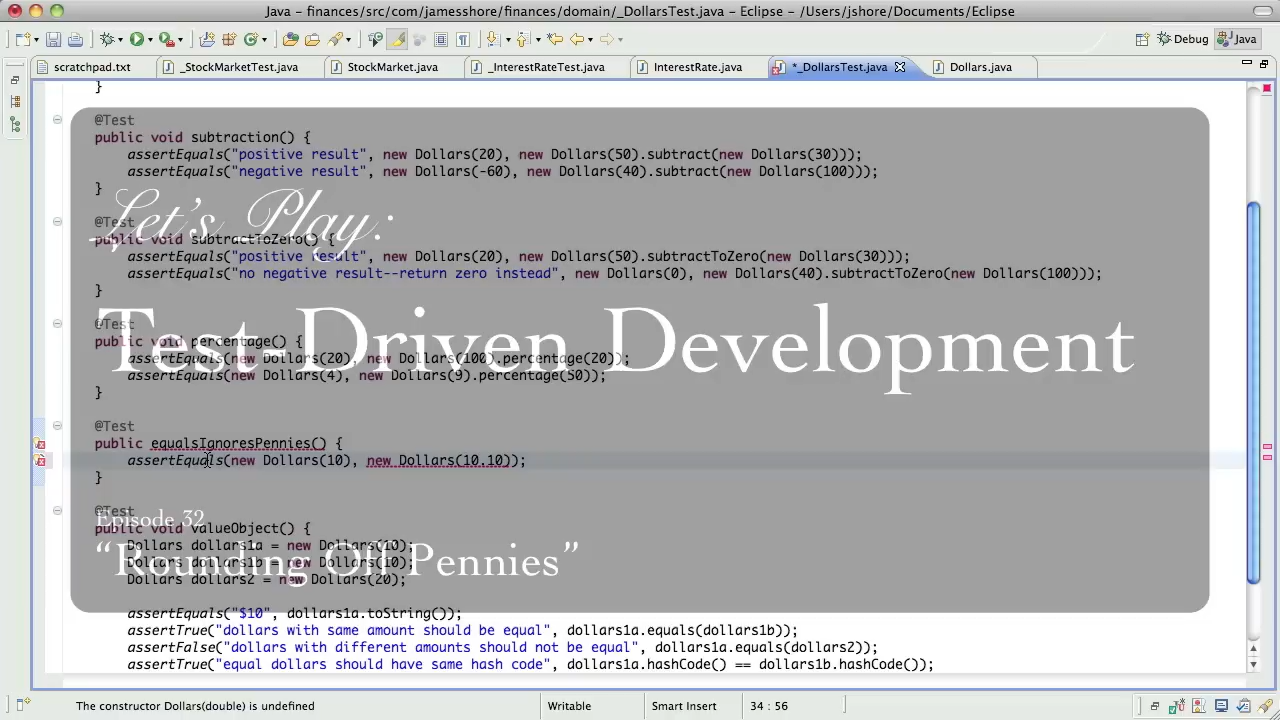 Java – finances/src/com/jamesshore/finances/domain/_DollarsTest.java – Eclipse – /Users/jshore/Documents/Eclipse
Debug Java
scratchpad.txt _StockMarketTest.java StockMarket.java _InterestRateTest.java InterestRate.java *_DollarsTest.java Dollars.java
}
@Test
public void subtraction() {
assertEquals("positive result", new Dollars(20), new Dollars(50).subtract(new Dollars(30)));
assertEquals("negative result", new Dollars(-60), new Dollars(40).subtract(new Dollars(100)));
}
Let's Play:
@Test
public void subtractToZero() {
assertEquals("positive result", new Dollars(20), new Dollars(50).subtractToZero(new Dollars(30)));
assertEquals("no negative result--return zero instead", new Dollars(0), new Dollars(40).subtractToZero(new Dollars(100)));
}
Test-Driven Development
@Test
public void percentage() {
assertEquals(new Dollars(20), new Dollars(100).percentage(20));
assertEquals(new Dollars(4), new Dollars(9).percentage(50));
}
@Test
public equalsIgnoresPennies() {
assertEquals(new Dollars(10), new Dollars(10.10));
}
@Test
Episode 32
public void valueObject() {
Dollars dollars1a = new Dollars(10);
"Rounding Off Pennies"
Dollars dollars1b = new Dollars(10);
Dollars dollars2 = new Dollars(20);
assertEquals("$10", dollars1a.toString());
assertTrue("dollars with same amount should be equal", dollars1a.equals(dollars1b));
assertFalse("dollars with different amounts should not be equal", dollars1a.equals(dollars2));
assertTrue("equal dollars should have same hash code", dollars1a.hashCode() == dollars1b.hashCode());
The constructor Dollars(double) is undefined Writable Smart Insert 34 : 56